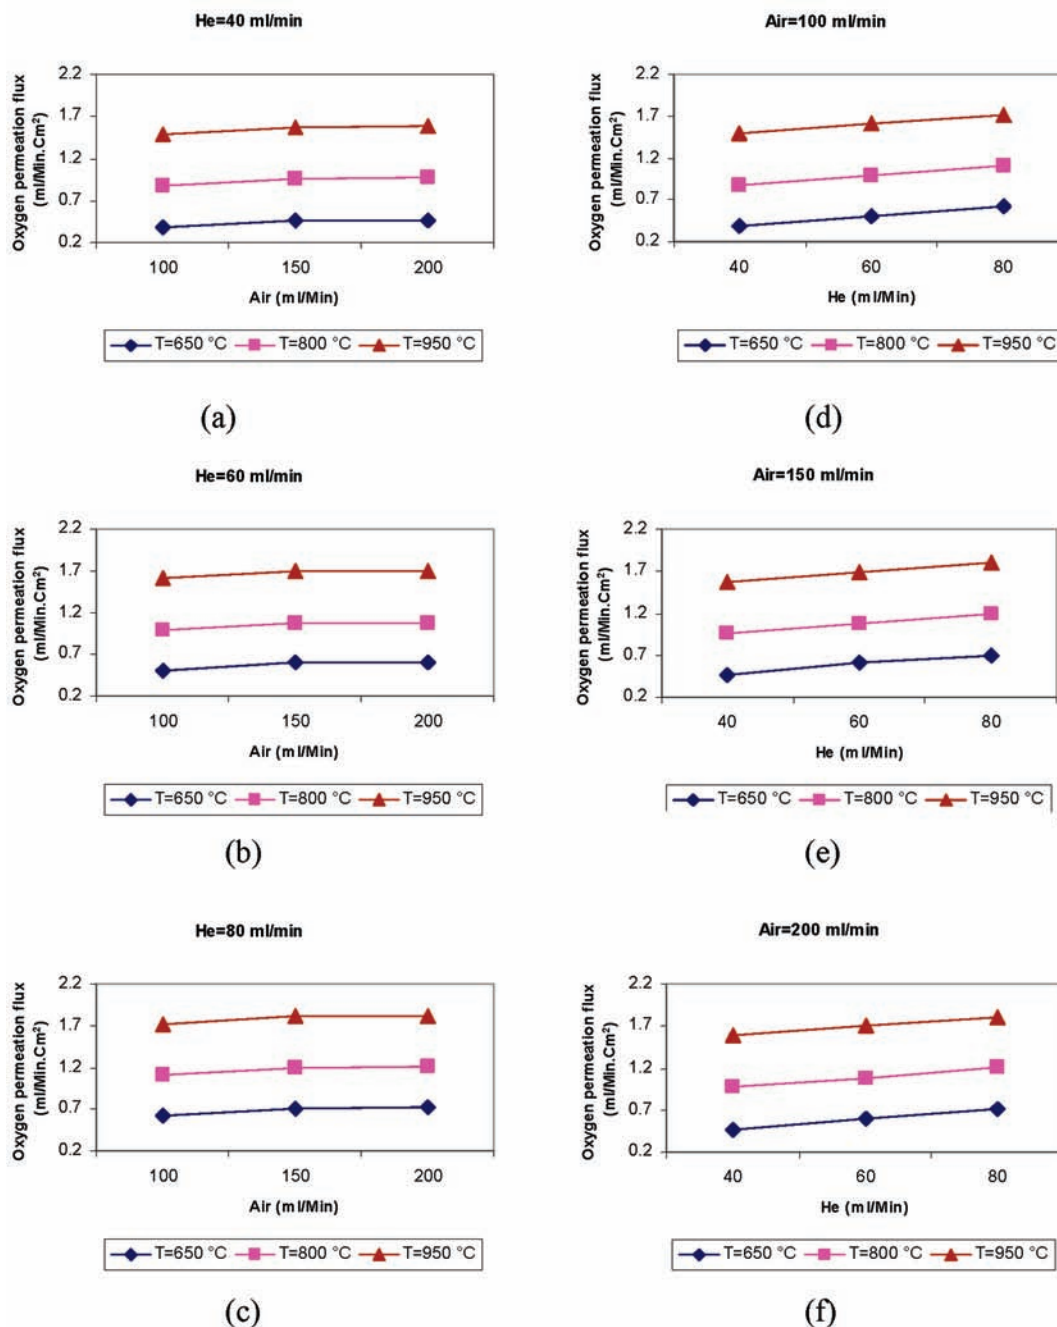 He=40 ml/min
Oxygen permeation flux
(ml/Min.Cm²)
2.2
1.7
1.2
0.7
0.2
100 150 200
Air (ml/Min)
T=650 °C T=800 °C T=950 °C
(a)
Air=100 ml/min
Oxygen permeation flux
(ml/Min.Cm²)
2.2
1.7
1.2
0.7
0.2
40 60 80
He (ml/Min)
T=650 °C T=800 °C T=950 °C
(d)
He=60 ml/min
Oxygen permeation flux
(ml/Min.Cm²)
2.2
1.7
1.2
0.7
0.2
100 150 200
Air (ml/Min)
T=650 °C T=800 °C T=950 °C
(b)
Air=150 ml/min
Oxygen permeation flux
(ml/Min.Cm²)
2.2
1.7
1.2
0.7
0.2
40 60 80
He (ml/Min)
T=650 °C T=800 °C T=950 °C
(e)
He=80 ml/min
Oxygen permeation flux
(ml/Min.Cm²)
2.2
1.7
1.2
0.7
0.2
100 150 200
Air (ml/Min)
T=650 °C T=800 °C T=950 °C
(c)
Air=200 ml/min
Oxygen permeation flux
(ml/Min.Cm²)
2.2
1.7
1.2
0.7
0.2
40 60 80
He (ml/Min)
T=650 °C T=800 °C T=950 °C
(f)